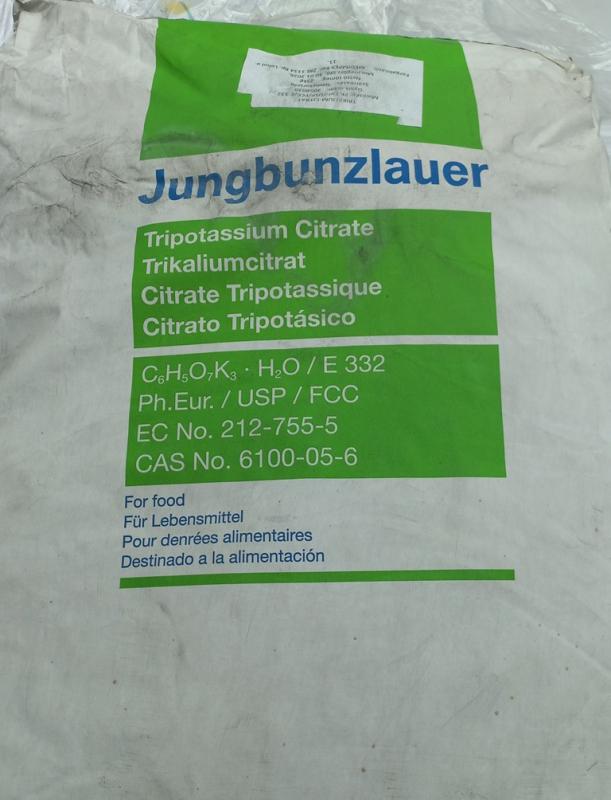 Jungbunzlauer
Tripotassium Citrate
Trikaliumcitrat
Citrate Tripotassique
Citrato Tripotásico
C₆H₅O₇K₃ · H₂O / E 332
Ph.Eur. / USP / FCC
EC No. 212-755-5
CAS No. 6100-05-6
For food
Für Lebensmittel
Pour denrées alimentaires
Destinado a la alimentación